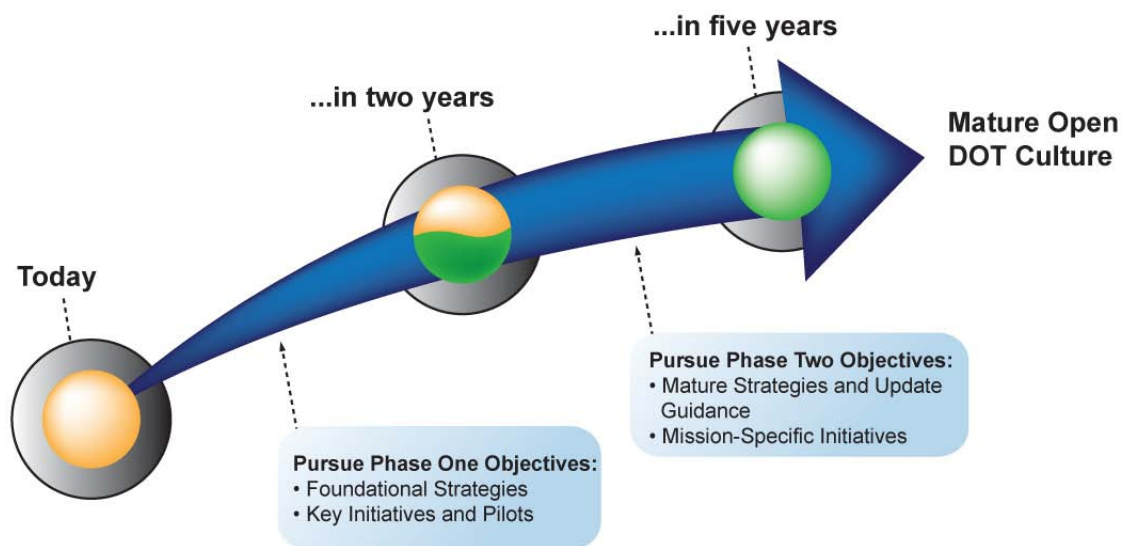 ...in five years
...in two years
Mature Open
DOT Culture
Today
Pursue Phase Two Objectives:
• Mature Strategies and Update
Guidance
• Mission-Specific Initiatives
Pursue Phase One Objectives:
• Foundational Strategies
• Key Initiatives and Pilots